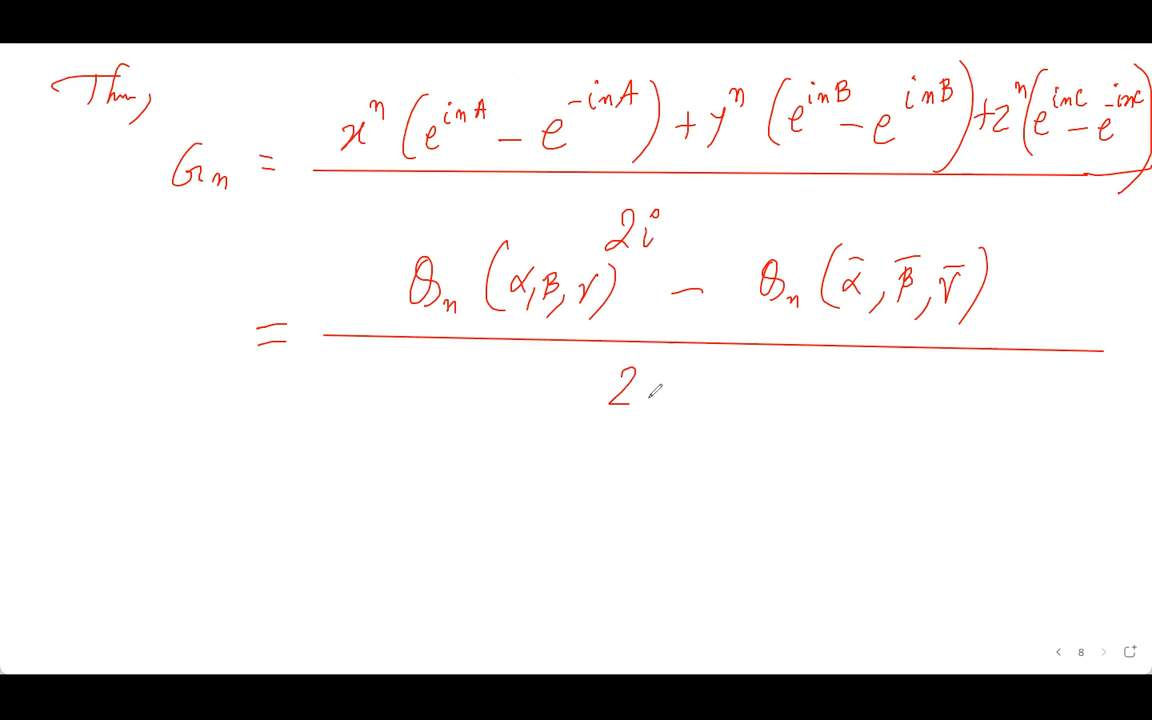 Thus,
Gn = x^n (e^{inA} - e^{-inA}) + y^n (e^{inB} - e^{inB}) + z^n (e^{inC} - e^{-inC})
2i
= θn (α, β, γ) - θn (ᾱ, β̄, γ̄)
2
8